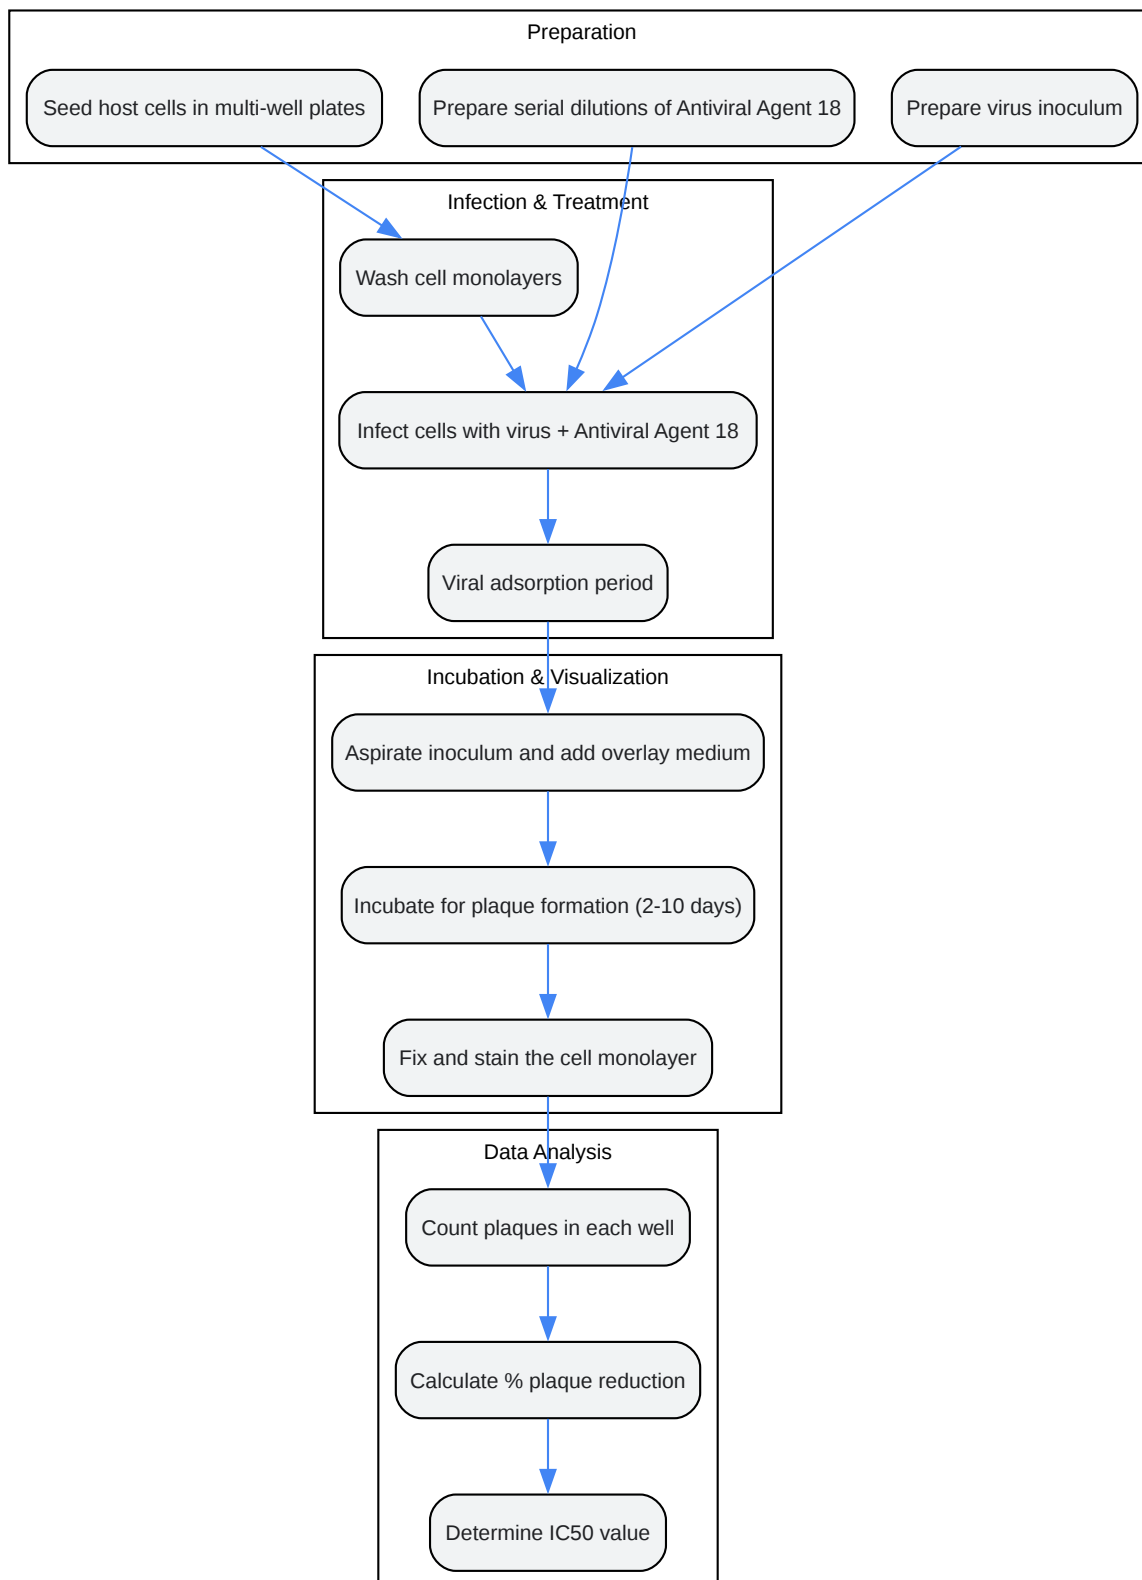 Preparation
Seed host cells in multi-well plates
Prepare serial dilutions of Antiviral Agent 18
Prepare virus inoculum
Infection & Treatment
Wash cell monolayers
Infect cells with virus + Antiviral Agent 18
Viral adsorption period
Incubation & Visualization
Aspirate inoculum and add overlay medium
Incubate for plaque formation (2-10 days)
Fix and stain the cell monolayer
Data Analysis
Count plaques in each well
Calculate % plaque reduction
Determine IC50 value